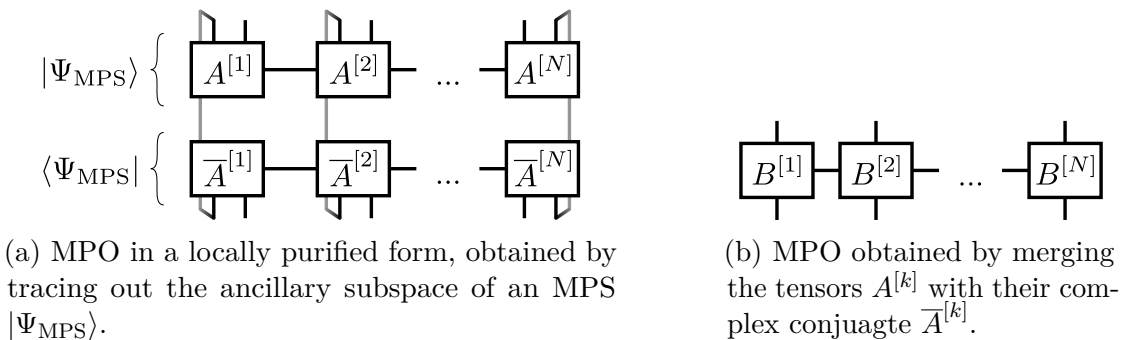 |Ψ_MPS⟩ { A^[1] A^[2] ... A^[N]
⟨Ψ_MPS| { A̅^[1] A̅^[2] ... A̅^[N]
B^[1] B^[2] ... B^[N]
(a) MPO in a locally purified form, obtained by
tracing out the ancillary subspace of an MPS
|Ψ_MPS⟩.
(b) MPO obtained by merging
the tensors A^[k] with their com-
plex conjuagte A̅^[k].